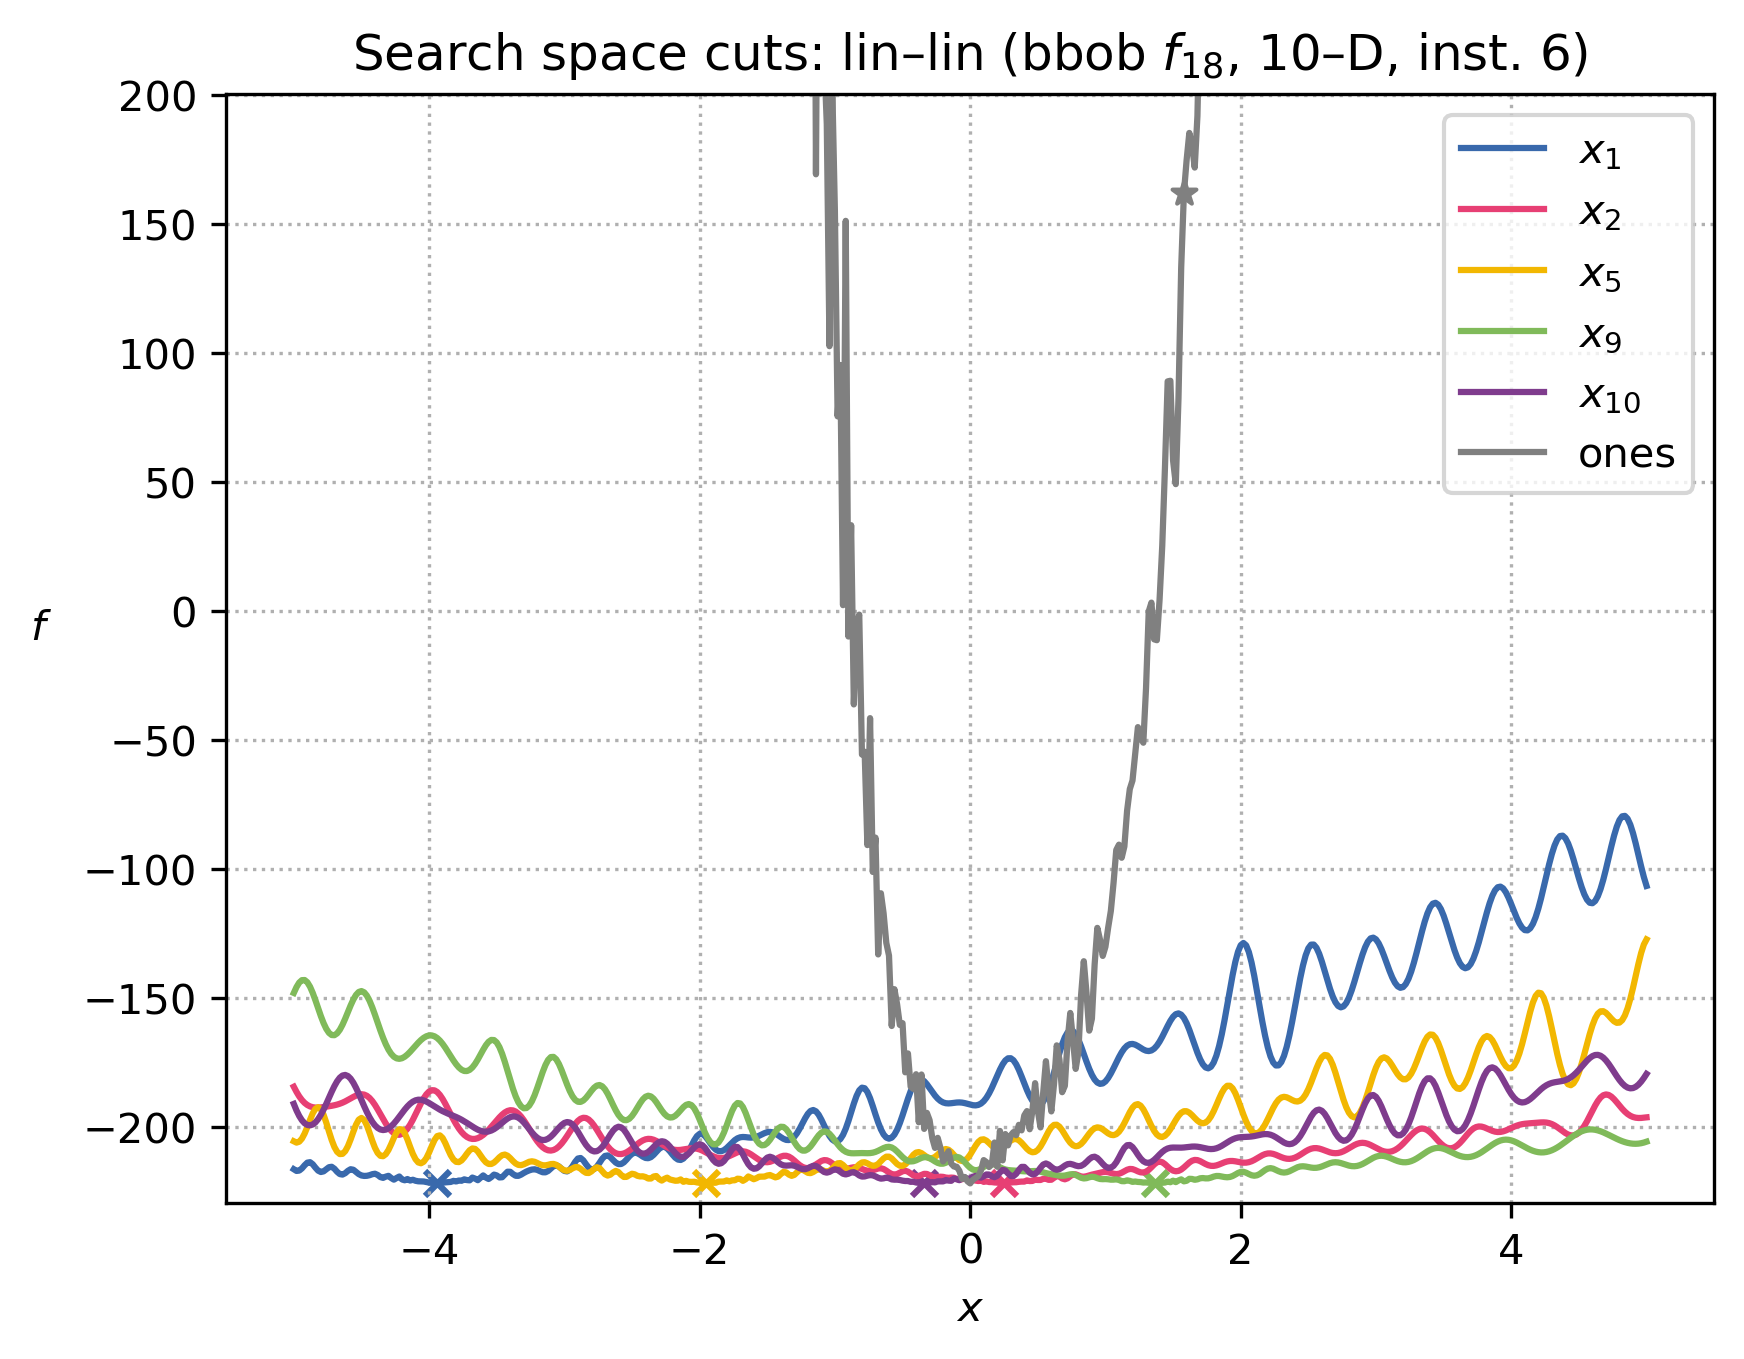 Search space cuts: lin–lin (bbob f18, 10–D, inst. 6)
200
150
100
50
0
−50
−100
−150
−200
f
x1
x2
x5
x9
x10
ones
−4
−2
0
2
4
x